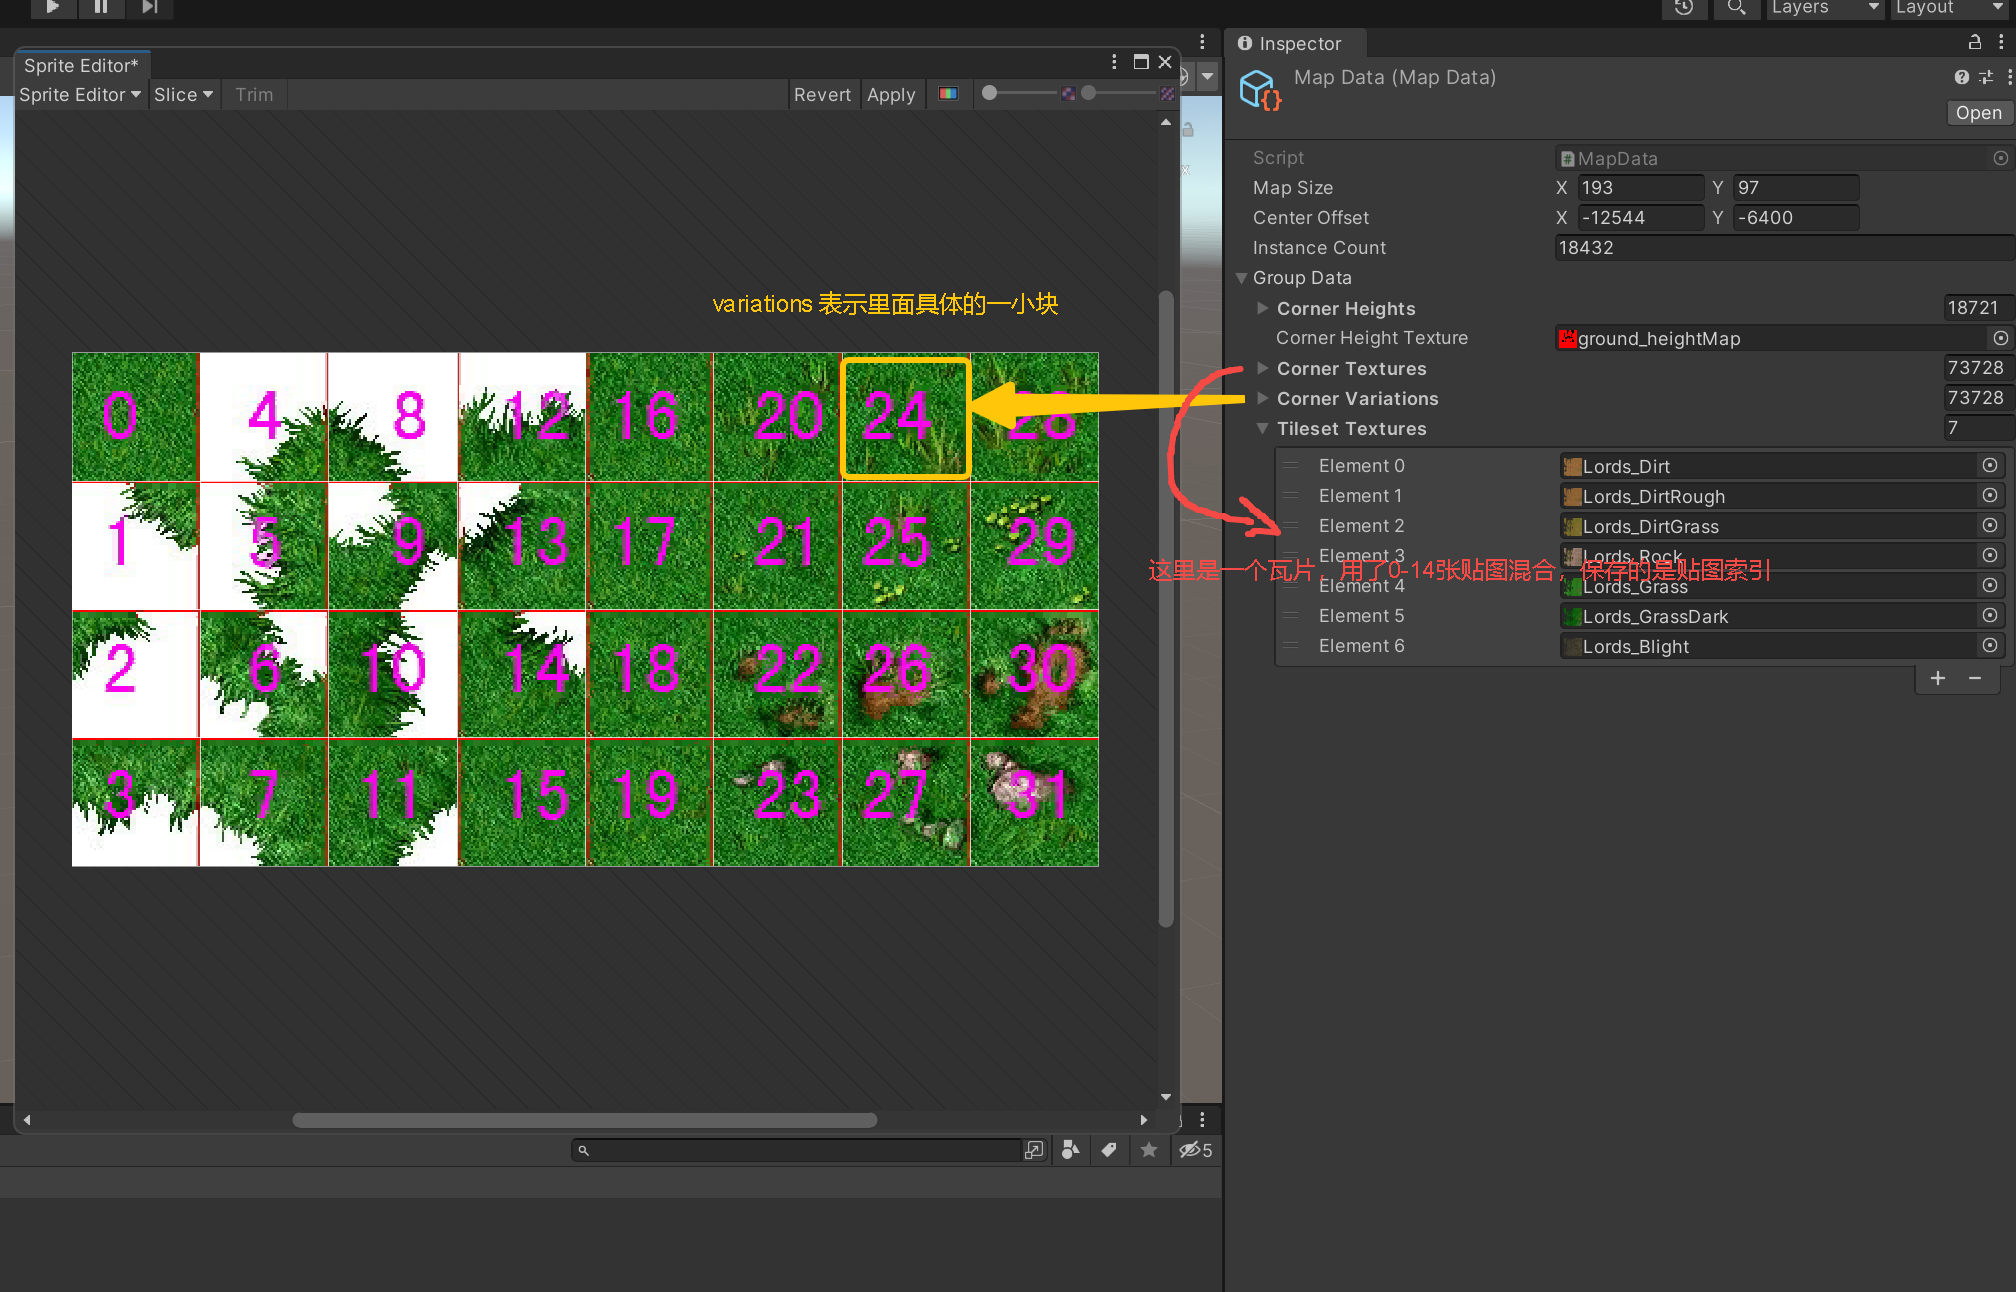 Layers
Layout
Sprite Editor*
Sprite Editor
Slice
Trim
Revert
Apply
variations 表示里面具体的一小块
0 4 8 12 16 20 24 28
1 5 9 13 17 21 25 29
2 6 10 14 18 22 26 30
3 7 11 15 19 23 27 31
5
Inspector
Map Data (Map Data)
Open
Script
MapData
Map Size
X 193 Y 97
Center Offset
X -12544 Y -6400
Instance Count
18432
Group Data
Corner Heights
18721
Corner Height Texture
ground_heightMap
Corner Textures
73728
Corner Variations
73728
Tileset Textures
7
Element 0
Lords_Dirt
Element 1
Lords_DirtRough
Element 2
Lords_DirtGrass
Element 3
Lords_Rock
这里是一个瓦片，用了0-14张贴图混合，保存的是贴图索引
Element 4
Lords_Grass
Element 5
Lords_GrassDark
Element 6
Lords_Blight